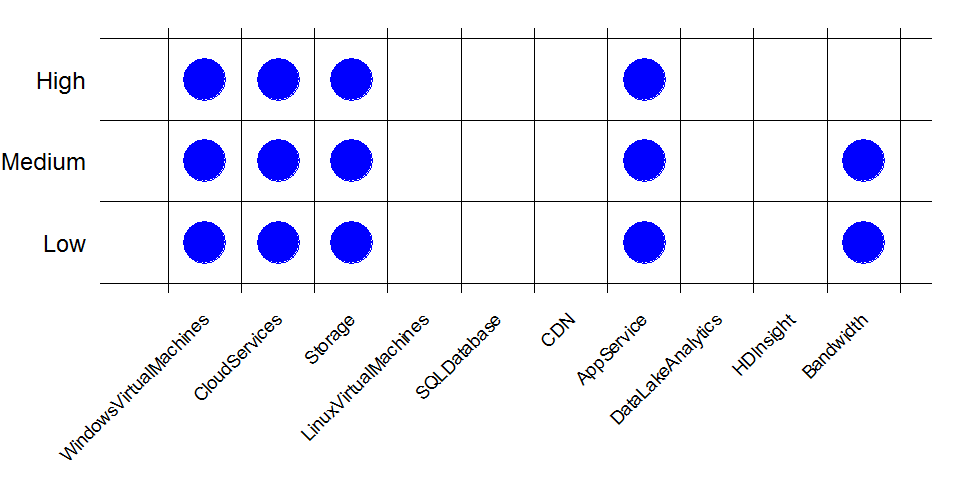 High
Medium
Low
WindowsVirtualMachines
CloudServices
Storage
LinuxVirtualMachines
SQLDatabase
CDN
AppService
DataLakeAnalytics
HDInsight
Bandwidth